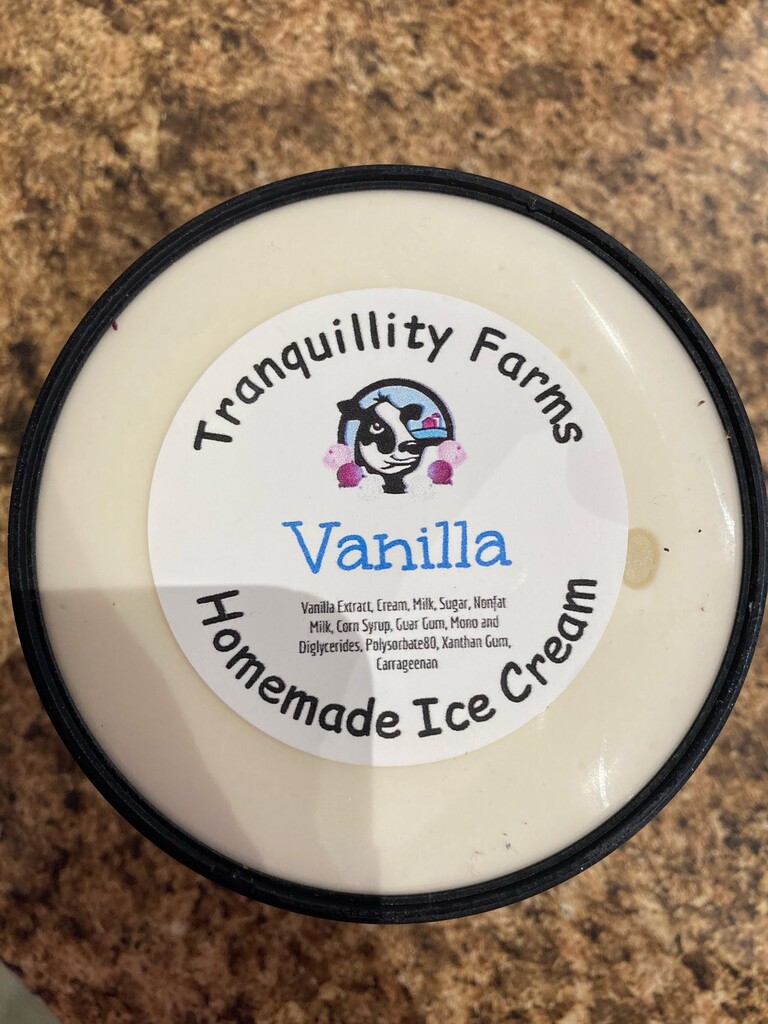 Tranquillity Farms
Vanilla
Vanilla Extract, Cream, Milk, Sugar, Nonfat
Milk, Corn Syrup, Guar Gum, Mono and
Diglycerides, Polysorbate80, Xanthan Gum,
Carrageenan
Homemade Ice Cream